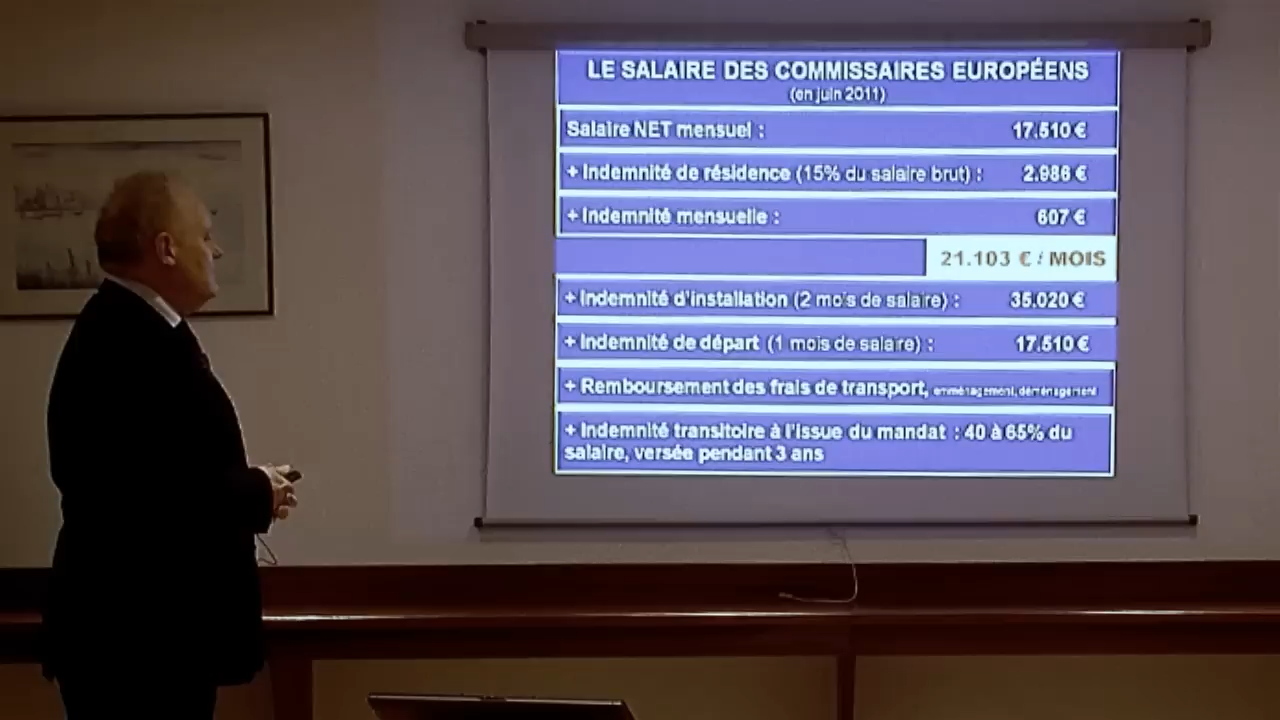 LE SALAIRE DES COMMISSAIRES EUROPÉENS
(en juin 2011)
Salaire NET mensuel : 17.510 €
+ Indemnité de résidence (15% du salaire brut) : 2.986 €
+ Indemnité mensuelle : 607 €
21.103 € / MOIS
+ Indemnité d'installation (2 mois de salaire) : 35.020 €
+ Indemnité de départ (1 mois de salaire) : 17.510 €
+ Remboursement des frais de transport, emménagement, déménagement
+ Indemnité transitoire à l'issue du mandat : 40 à 65% du
salaire, versée pendant 3 ans